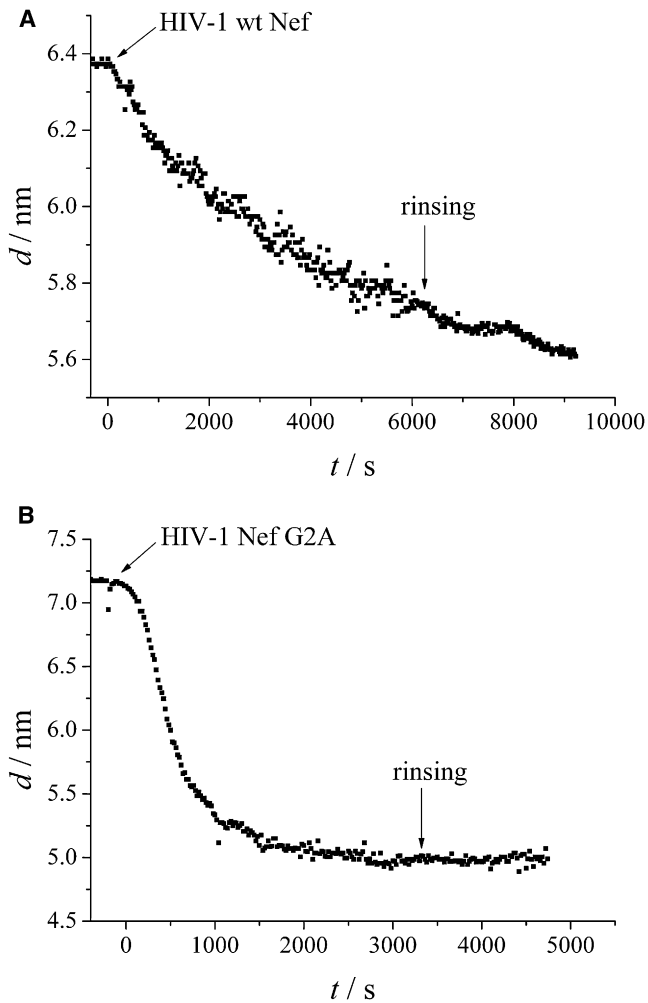 A
HIV-1 wt Nef
6.4
6.2
6.0
5.8
5.6
d / nm
rinsing
0 2000 4000 6000 8000 10000
t / s
B
HIV-1 Nef G2A
7.5
7.0
6.5
6.0
5.5
5.0
4.5
d / nm
rinsing
0 1000 2000 3000 4000 5000
t / s